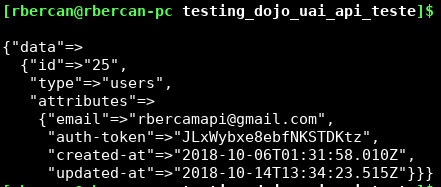 [rbercan@rbercan-pc testing_dojo_uai_api_teste]$
{"data"=>
{"id"=>"25",
"type"=>"users",
"attributes"=>
{"email"=>"rbercamapi@gmail.com",
"auth-token"=>"JLxWybxe8ebfNKSTDKtz",
"created-at"=>"2018-10-06T01:31:58.010Z",
"updated-at"=>"2018-10-14T13:34:23.515Z"}}}